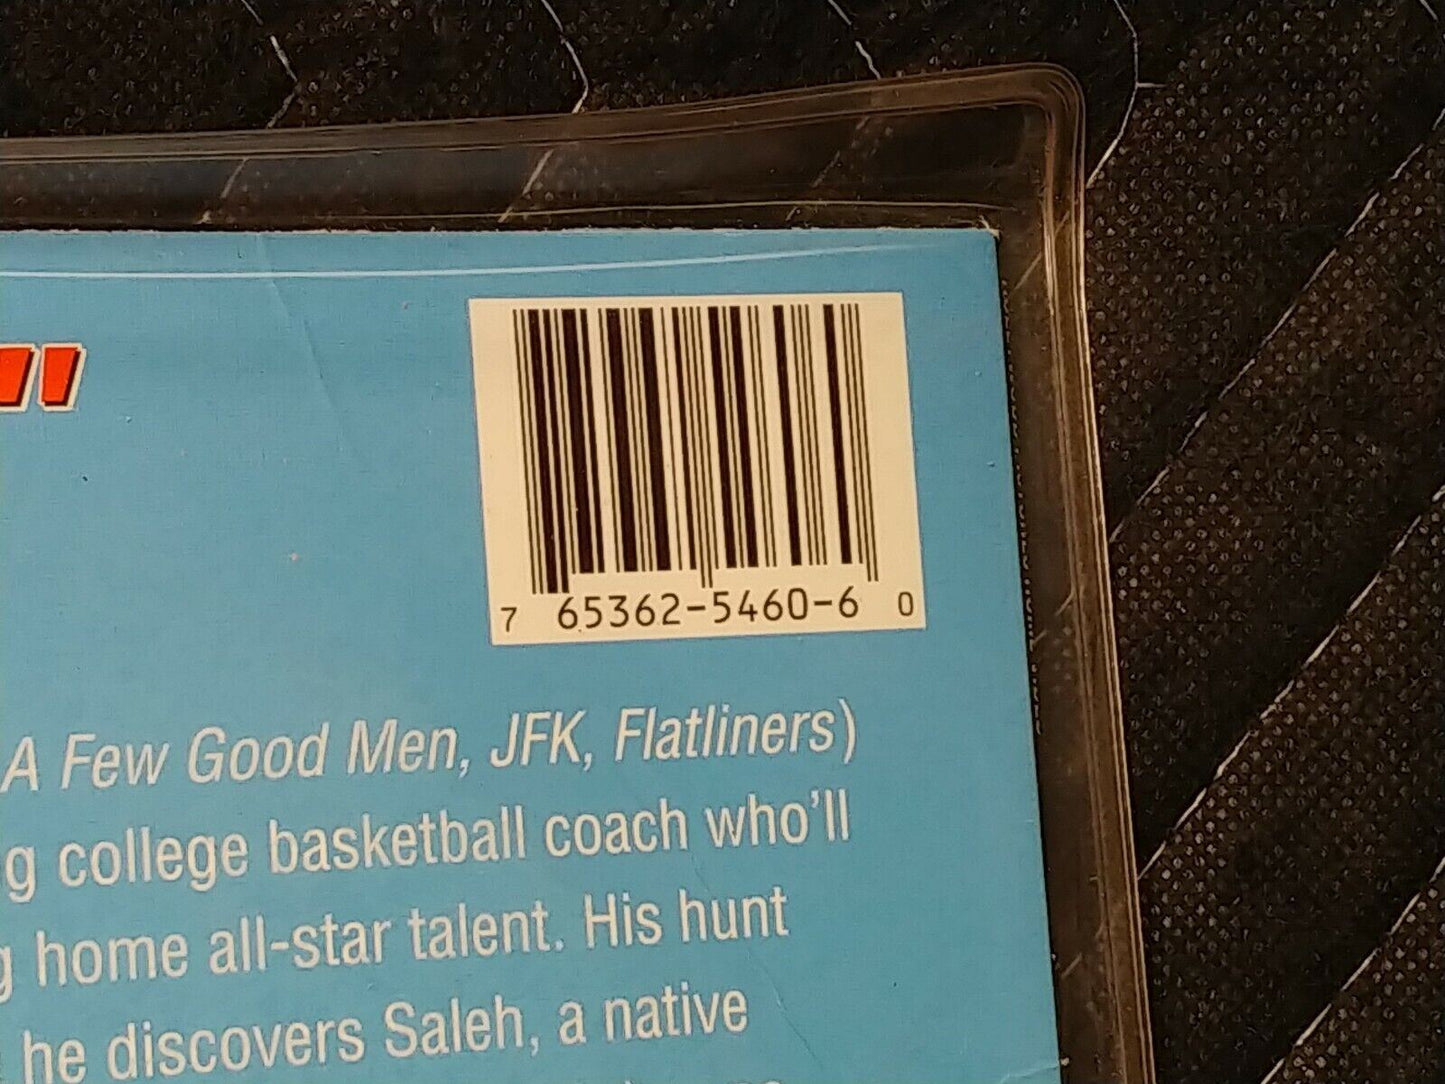 "
7 65362-5460-6 0
A Few Good Men, JFK, Flatliners)
g college basketball coach who'll
g home all-star talent. His hunt
he discovers Saleh, a native